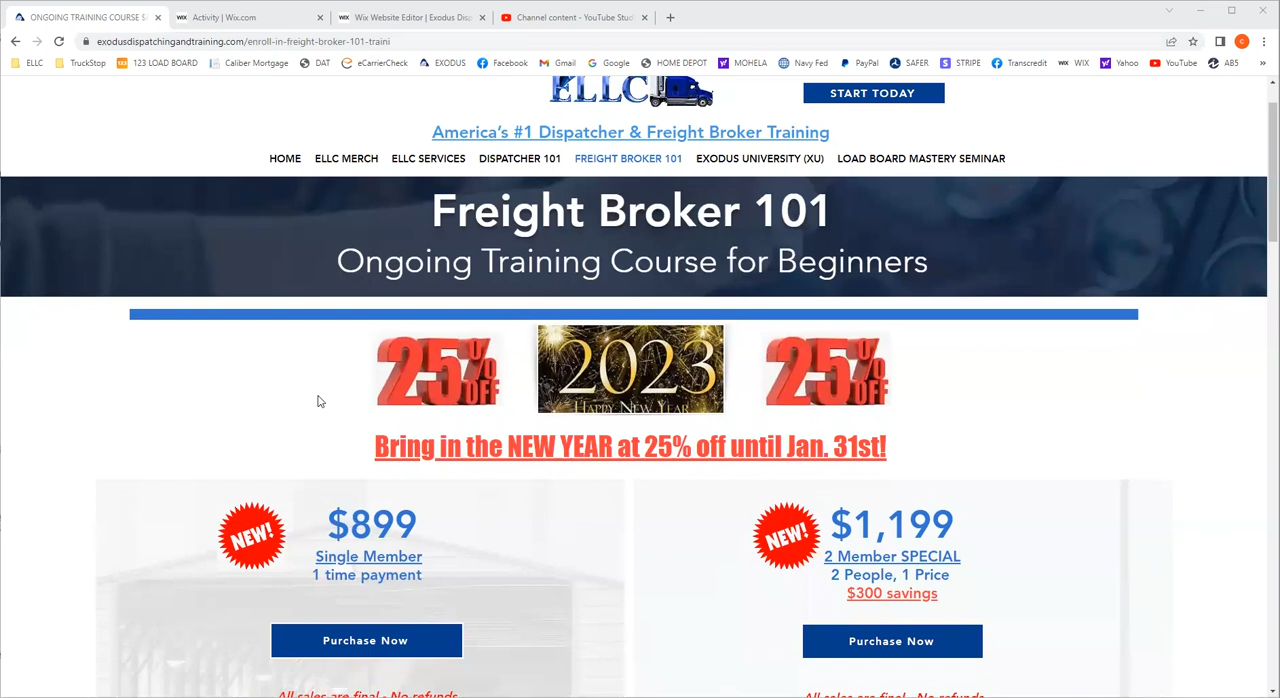 ONGOING TRAINING COURSE
Activity | Wix.com
Wix Website Editor | Exodus Disp
Channel content - YouTube Stud
exodusdispatchingandtraining.com/enroll-in-freight-broker-101-traini
C
ELLC
TruckStop
123 LOAD BOARD
Caliber Mortgage
DAT
eCarrierCheck
EXODUS
Facebook
Gmail
Google
HOME DEPOT
MOHELA
Navy Fed
PayPal
SAFER
STRIPE
Transcredit
WIX
Yahoo
YouTube
AB5
ELLC
START TODAY
America's #1 Dispatcher & Freight Broker Training
HOME
ELLC MERCH
ELLC SERVICES
DISPATCHER 101
FREIGHT BROKER 101
EXODUS UNIVERSITY (XU)
LOAD BOARD MASTERY SEMINAR
Freight Broker 101
Ongoing Training Course for Beginners
25% OFF
2023
HAPPY NEW YEAR
25% OFF
Bring in the NEW YEAR at 25% off until Jan. 31st!
NEW!
$899
Single Member
1 time payment
Purchase Now
All sales are final - No refunds
NEW!
$1,199
2 Member SPECIAL
2 People, 1 Price
$300 savings
Purchase Now
All sales are final - No refunds